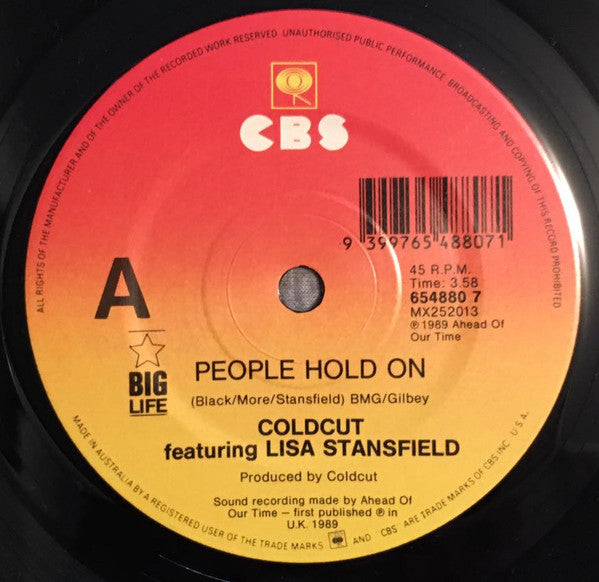 ALL RIGHTS OF THE MANUFACTURER AND OF THE OWNER OF THE RECORDED WORK RESERVED. UNAUTHORISED PUBLIC PERFORMANCE, BROADCASTING AND COPYING OF THIS RECORD PROHIBITED
CBS
9 399765 488071
A
45 R.P.M.
Time: 3.58
654880 7
MX252013
℗ 1989 Ahead Of
Our Time
BIG
LIFE
PEOPLE HOLD ON
(Black/More/Stansfield) BMG/Gilbey
COLDCUT
featuring LISA STANSFIELD
Produced by Coldcut
Sound recording made by Ahead Of
Our Time – first published ℗ in
U.K. 1989
MADE IN AUSTRALIA BY A REGISTERED USER OF THE TRADE MARKS AND CBS ARE TRADE MARKS OF CBS INC. U.S.A.